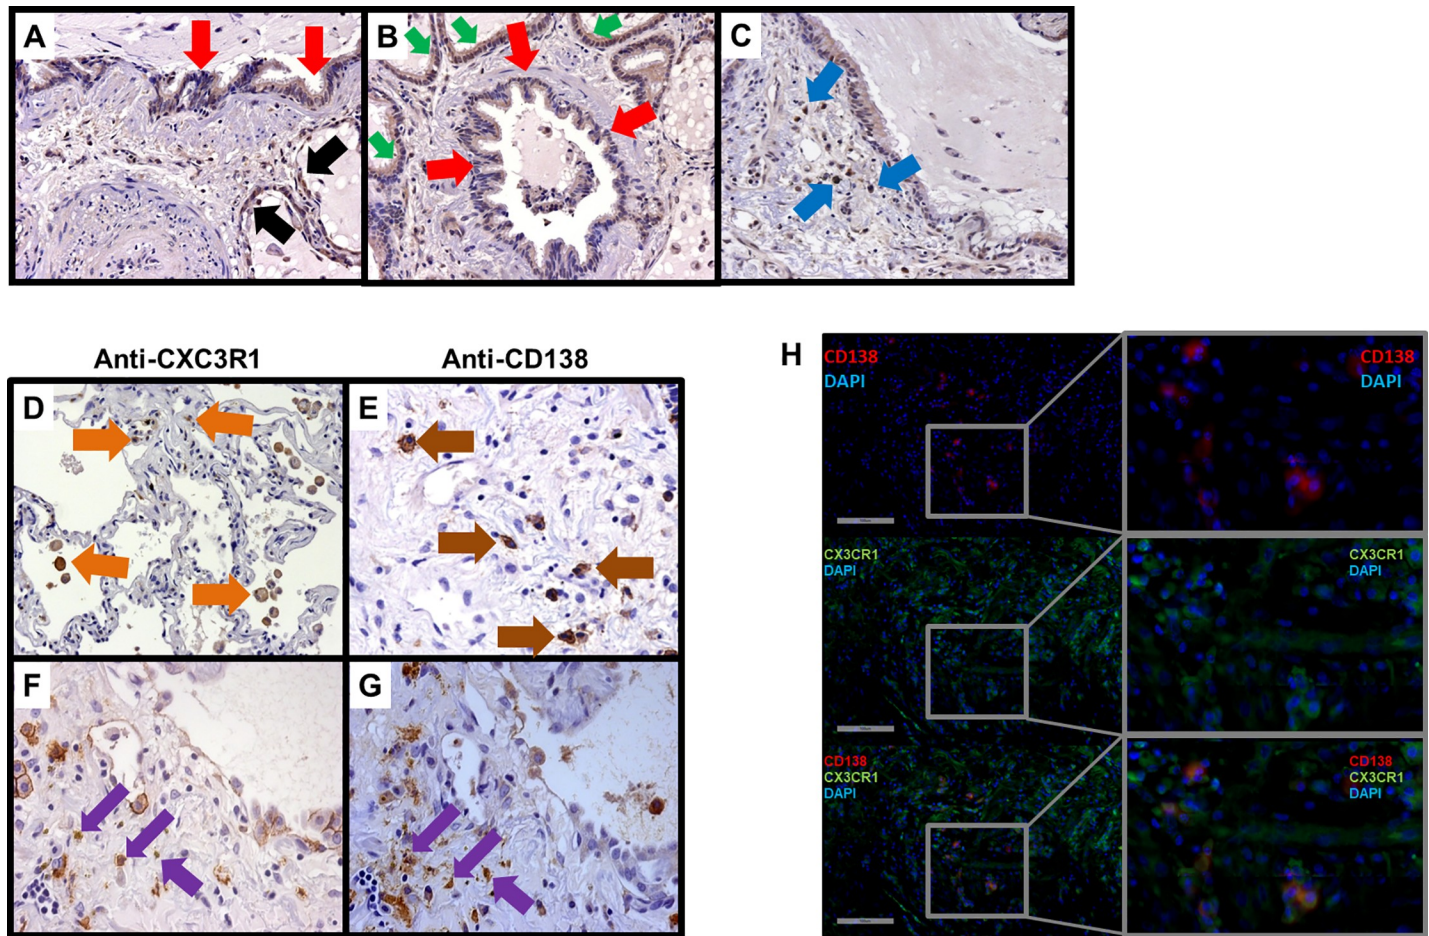 A
B
C
Anti-CXC3R1
Anti-CD138
D
E
F
G
H
CD138
DAPI
CD138
DAPI
CX3CR1
DAPI
CX3CR1
DAPI
CD138
CX3CR1
DAPI
CD138
CX3CR1
DAPI